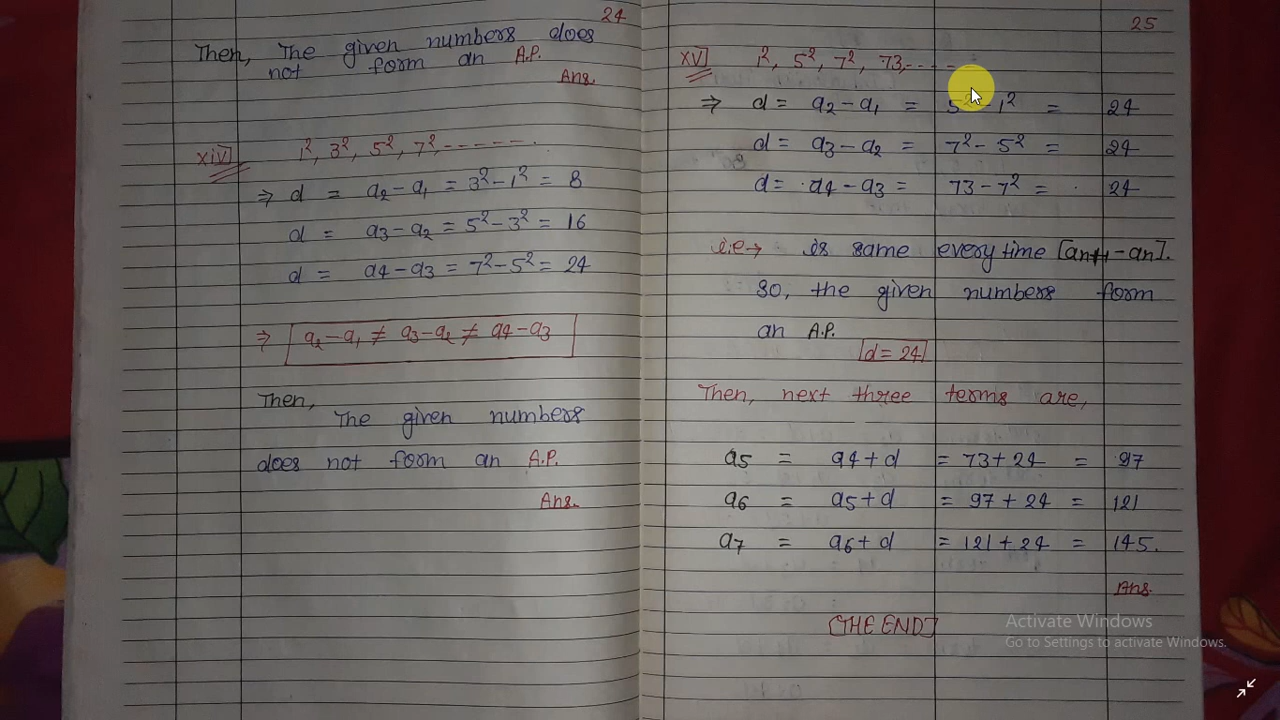 24
Then, The given numbers does
not form an A.P.
Ans.
xiv] 1², 3², 5², 7², ------.
⇒ d = a2-a1 = 3²-1² = 8
d = a3-a2 = 5²-3² = 16
d = a4-a3 = 7²-5² = 24
⇒ a2-a1 ≠ a3-a2 ≠ a4-a3
Then,
The given numbers
does not form an A.P.
Ans.
25
xv] 1², 5², 7², 73,-----
⇒ d = a2-a1 = 5²-1² = 24
d = a3-a2 = 7²-5² = 24
d = a4-a3 = 73-7² = 24
i.e→ is same every time [an+1-an].
So, the given numbers form
an A.P.
[d = 24]
Then, next three terms are,
a5 = a4+d = 73+24 = 97
a6 = a5+d = 97+24 = 121
a7 = a6+d = 121+24 = 145.
Ans.
[THE END]
Activate Windows
Go to Settings to activate Windows.